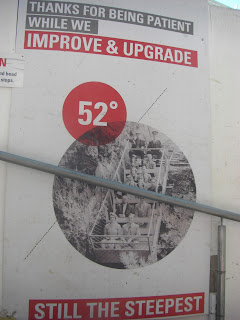 THANKS FOR BEING PATIENT
WHILE WE
IMPROVE & UPGRADE
52°
STILL THE STEEPEST